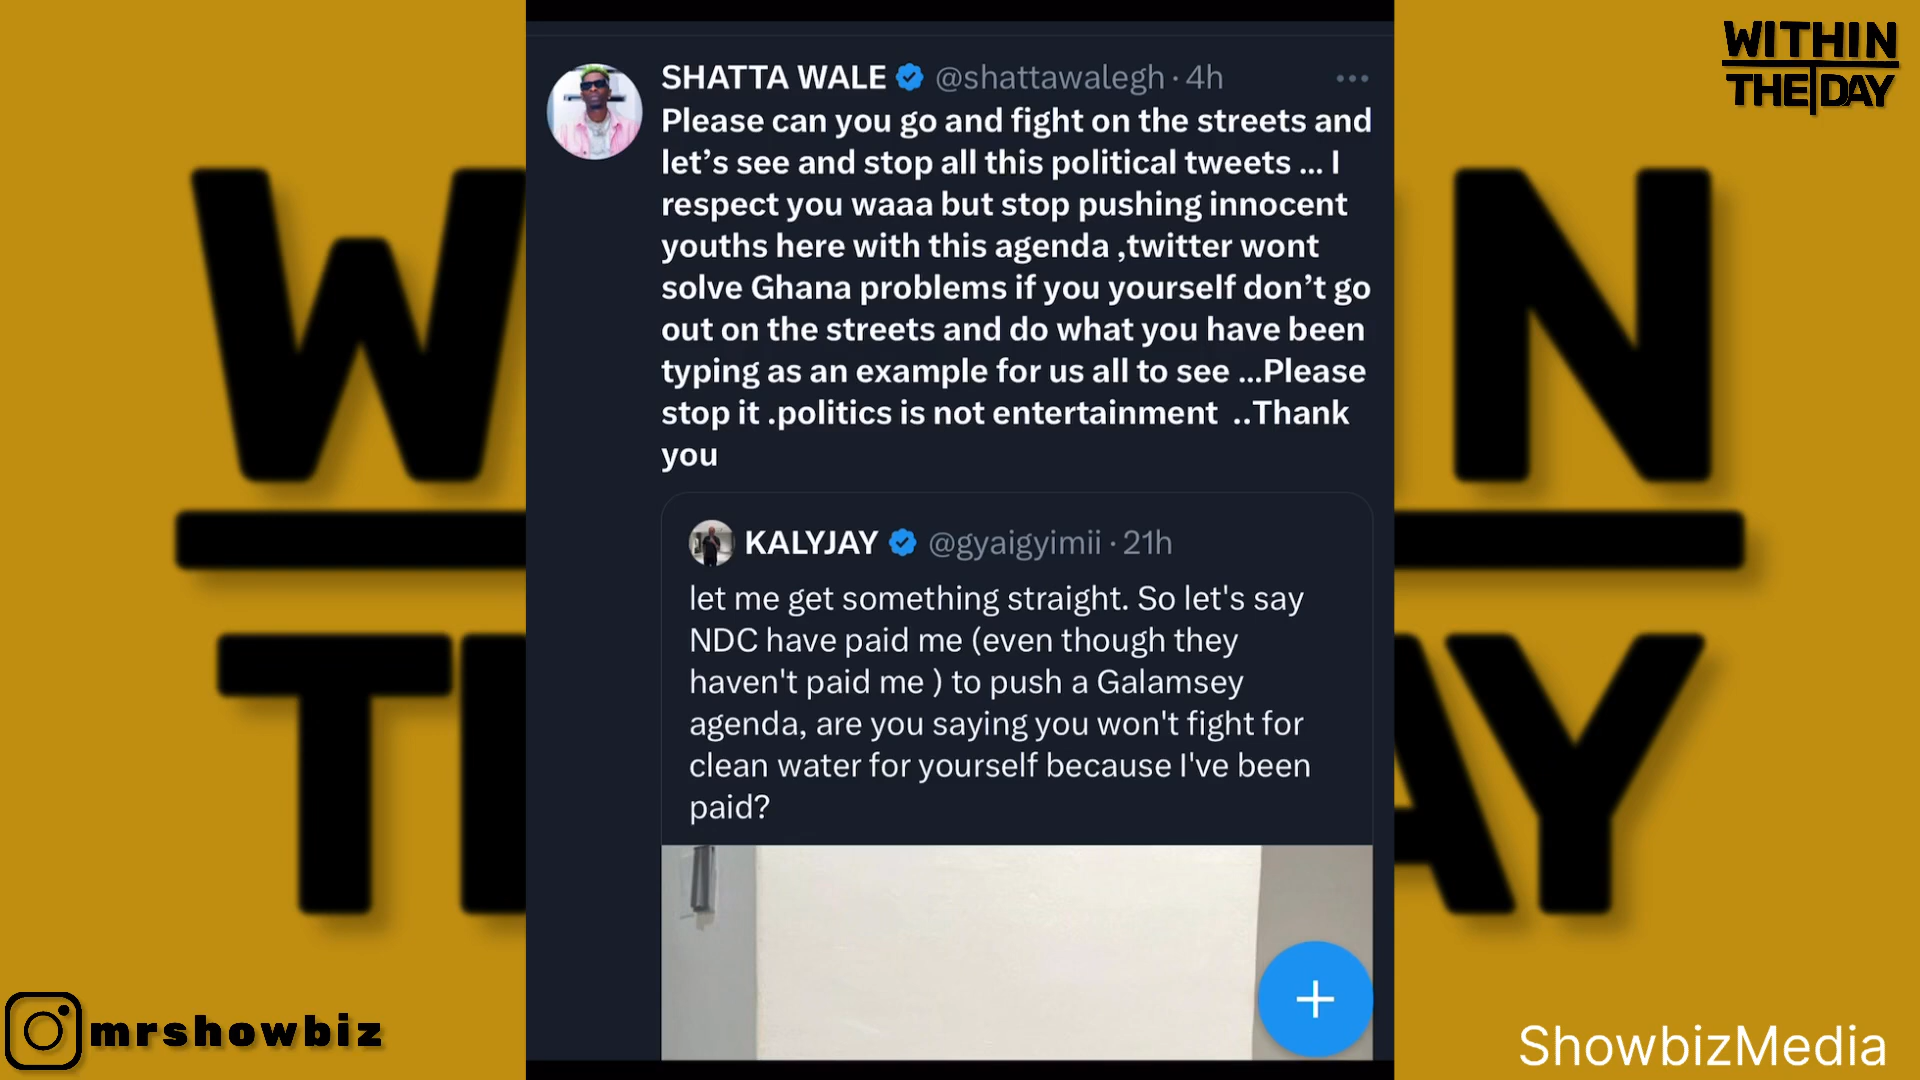 WITHIN
THE DAY
SHATTA WALE @shattawalegh · 4h
Please can you go and fight on the streets and
let’s see and stop all this political tweets ... I
respect you waaa but stop pushing innocent
youths here with this agenda ,twitter wont
solve Ghana problems if you yourself don’t go
out on the streets and do what you have been
typing as an example for us all to see ...Please
stop it .politics is not entertainment ..Thank
you
KALYJAY @gyaigyimii · 21h
let me get something straight. So let's say
NDC have paid me (even though they
haven't paid me ) to push a Galamsey
agenda, are you saying you won't fight for
clean water for yourself because I've been
paid?
mrshowbiz
ShowbizMedia